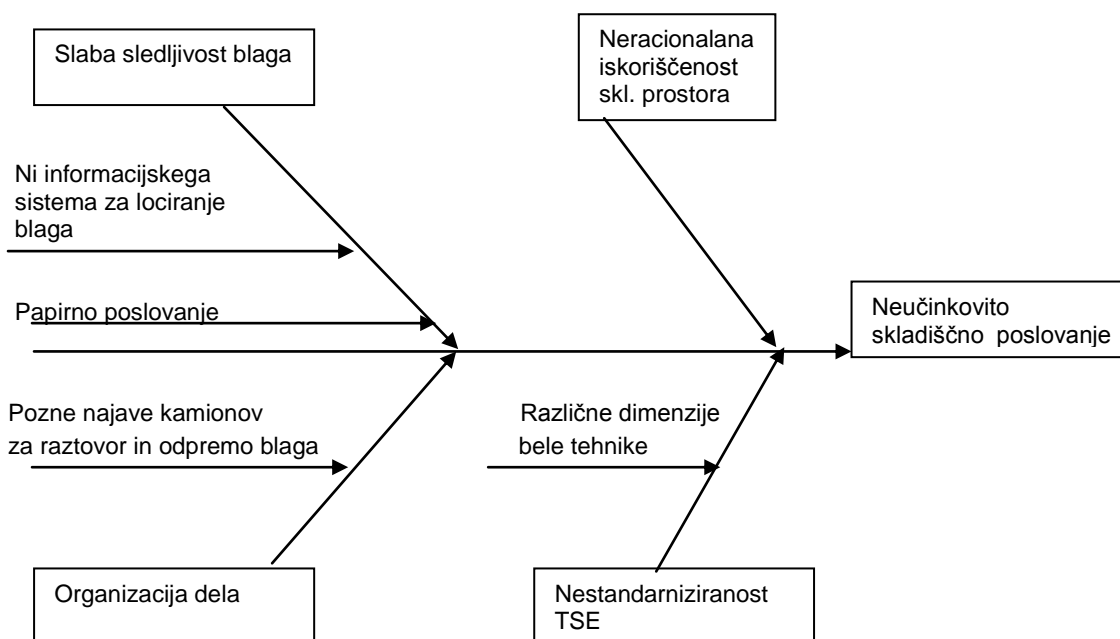 Slaba sledljivost blaga
Neracionalana
iskoriščenost
skl. prostora
Ni informacijskega
sistema za lociranje
blaga
Papirno poslovanje
Neučinkovito
skladiščno poslovanje
Pozne najave kamionov
za raztovor in odpremo blaga
Različne dimenzije
bele tehnike
Organizacija dela
Nestandarniziranost
TSE